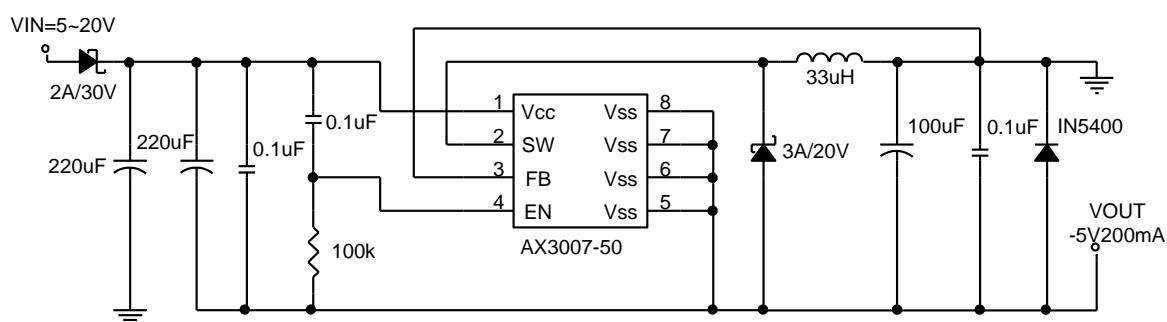 VIN=5~20V
2A/30V
220uF
220uF
0.1uF
0.1uF
100k
1 Vcc
2 SW
3 FB
4 EN
Vss 8
Vss 7
Vss 6
Vss 5
AX3007-50
33uH
3A/20V
100uF
0.1uF
IN5400
VOUT
-5V200mA